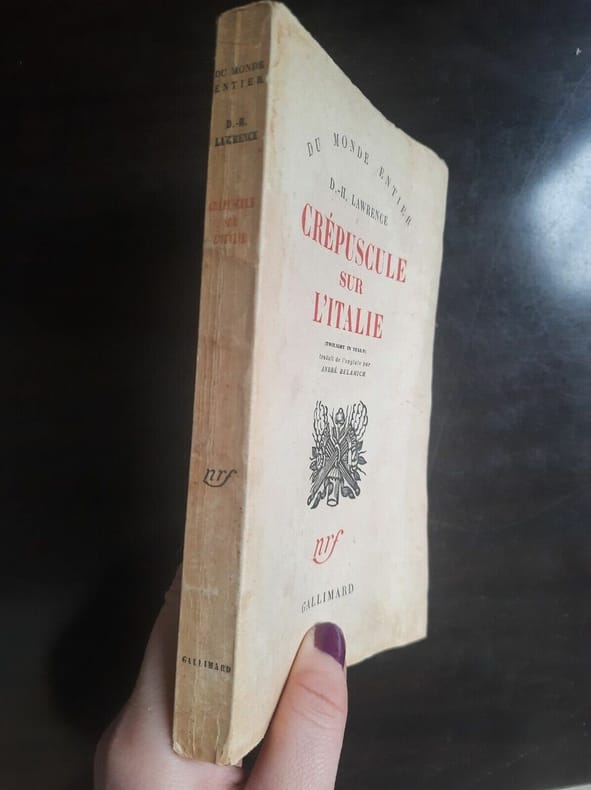 DU MONDE
ENTIER
D.-H.
LAWRENCE
CRÉPUSCULE
SUR
L'ITALIE
nrf
GALLIMARD
DU MONDE ENTIER
D.-H. LAWRENCE
CRÉPUSCULE
SUR
L'ITALIE
(TWILIGHT IN ITALY)
traduit de l'anglais par
ANDRÉ BELAMICH
nrf
GALLIMARD